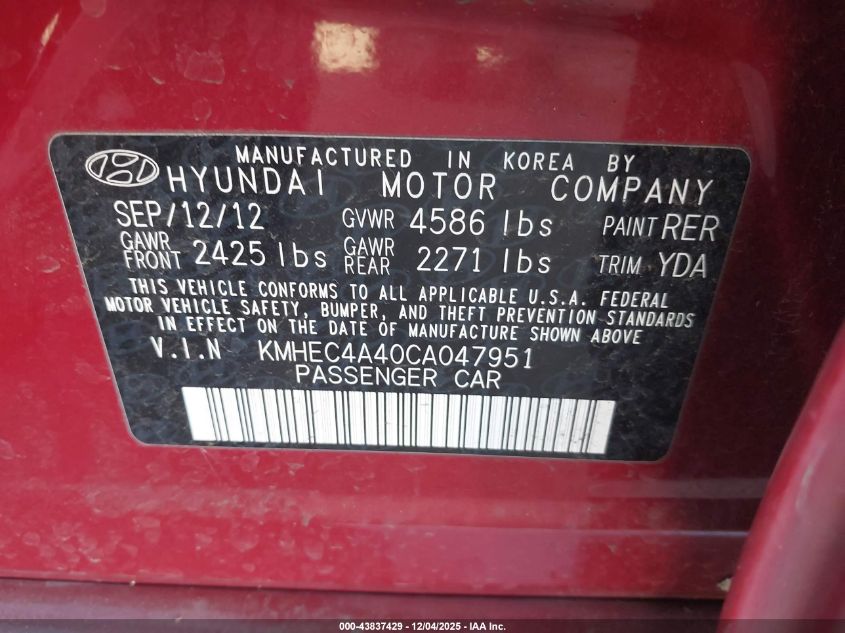 MANUFACTURED IN KOREA BY
HYUNDAI MOTOR COMPANY
SEP/12/12 GVWR 4586 lbs PAINT RER
GAWR FRONT 2425 lbs GAWR REAR 2271 lbs TRIM YDA
THIS VEHICLE CONFORMS TO ALL APPLICABLE U.S.A. FEDERAL
MOTOR VEHICLE SAFETY, BUMPER, AND THEFT PREVENTION STANDARDS
IN EFFECT ON THE DATE OF MANUFACTURE SHOWN ABOVE
V.I.N KMHEC4A40CA047951
PASSENGER CAR
000-43837429 - 12/04/2025 - IAA Inc.